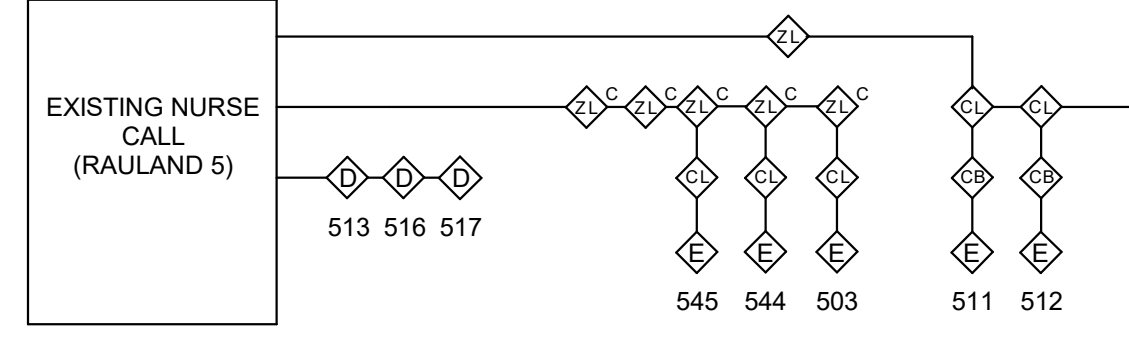 ZL
EXISTING NURSE
CALL
(RAULAND 5)
ZL C ZL C ZL C ZL C ZL C CL CL
D D D CL CL CL CB CB
513 516 517
E E E E E
545 544 503 511 512